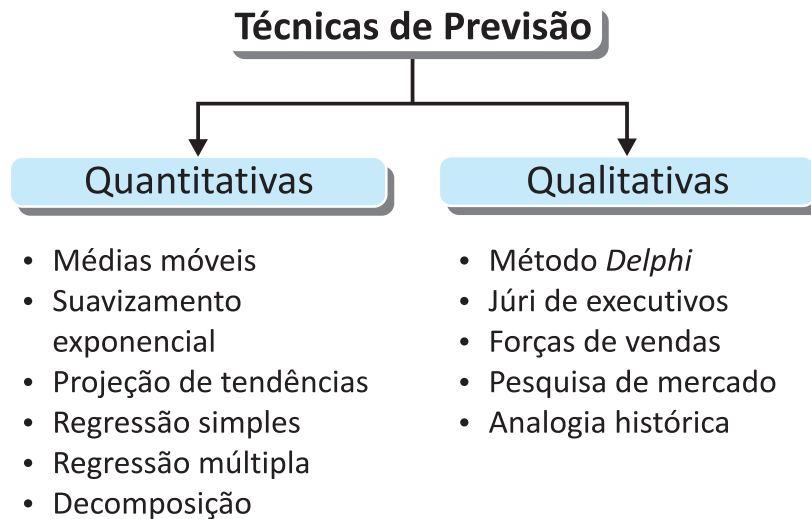 Técnicas de Previsão
Quantitativas
• Médias móveis
• Suavizamento
exponencial
• Projeção de tendências
• Regressão simples
• Regressão múltipla
• Decomposição
Qualitativas
• Método Delphi
• Júri de executivos
• Forças de vendas
• Pesquisa de mercado
• Analogia histórica